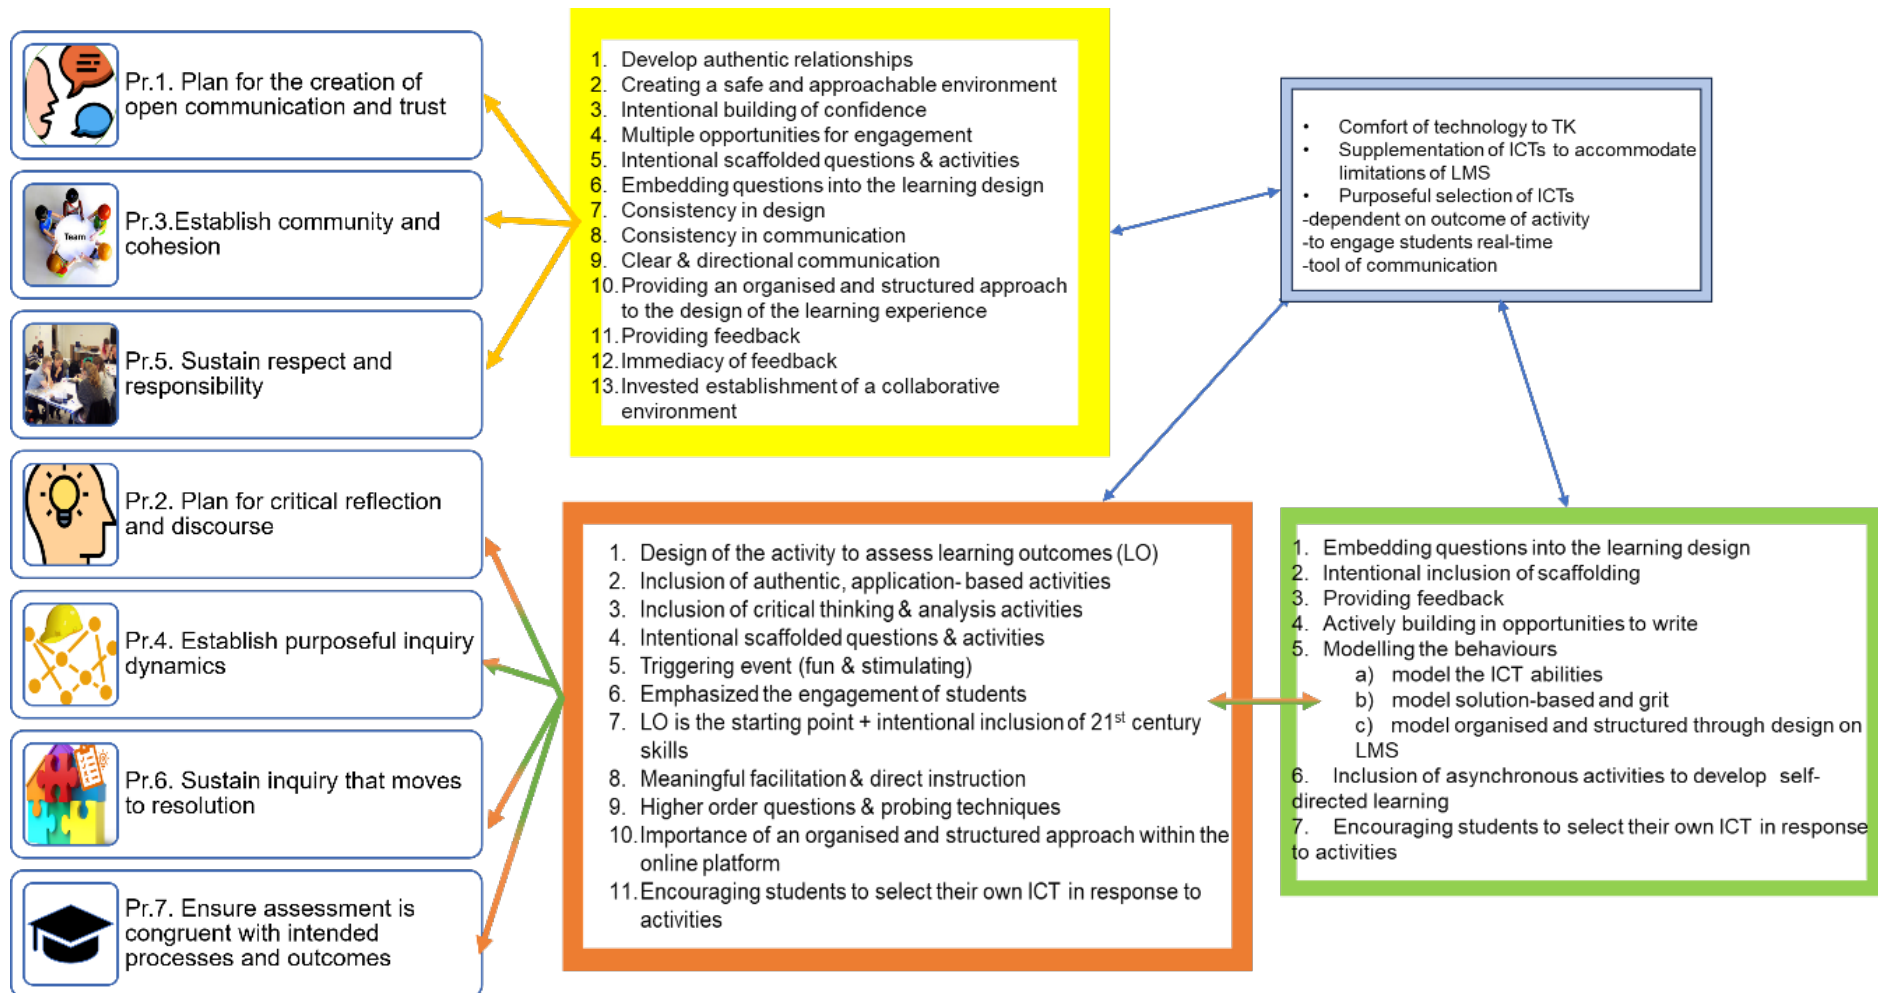 Pr.1. Plan for the creation of
open communication and trust
Team
Pr.3.Establish community and
cohesion
Pr.5. Sustain respect and
responsibility
Pr.2. Plan for critical reflection
and discourse
Pr.4. Establish purposeful inquiry
dynamics
Pr.6. Sustain inquiry that moves
to resolution
Pr.7. Ensure assessment is
congruent with intended
processes and outcomes
1. Develop authentic relationships
2. Creating a safe and approachable environment
3. Intentional building of confidence
4. Multiple opportunities for engagement
5. Intentional scaffolded questions & activities
6. Embedding questions into the learning design
7. Consistency in design
8. Consistency in communication
9. Clear & directional communication
10. Providing an organised and structured approach
to the design of the learning experience
11. Providing feedback
12. Immediacy of feedback
13. Invested establishment of a collaborative
environment
• Comfort of technology to TK
• Supplementation of ICTs to accommodate
limitations of LMS
• Purposeful selection of ICTs
-dependent on outcome of activity
-to engage students real-time
-tool of communication
1. Design of the activity to assess learning outcomes (LO)
2. Inclusion of authentic, application- based activities
3. Inclusion of critical thinking & analysis activities
4. Intentional scaffolded questions & activities
5. Triggering event (fun & stimulating)
6. Emphasized the engagement of students
7. LO is the starting point + intentional inclusion of 21st century
skills
8. Meaningful facilitation & direct instruction
9. Higher order questions & probing techniques
10. Importance of an organised and structured approach within the
online platform
11. Encouraging students to select their own ICT in response to
activities
1. Embedding questions into the learning design
2. Intentional inclusion of scaffolding
3. Providing feedback
4. Actively building in opportunities to write
5. Modelling the behaviours
a) model the ICT abilities
b) model solution-based and grit
c) model organised and structured through design on
LMS
6. Inclusion of asynchronous activities to develop self-
directed learning
7. Encouraging students to select their own ICT in response
to activities